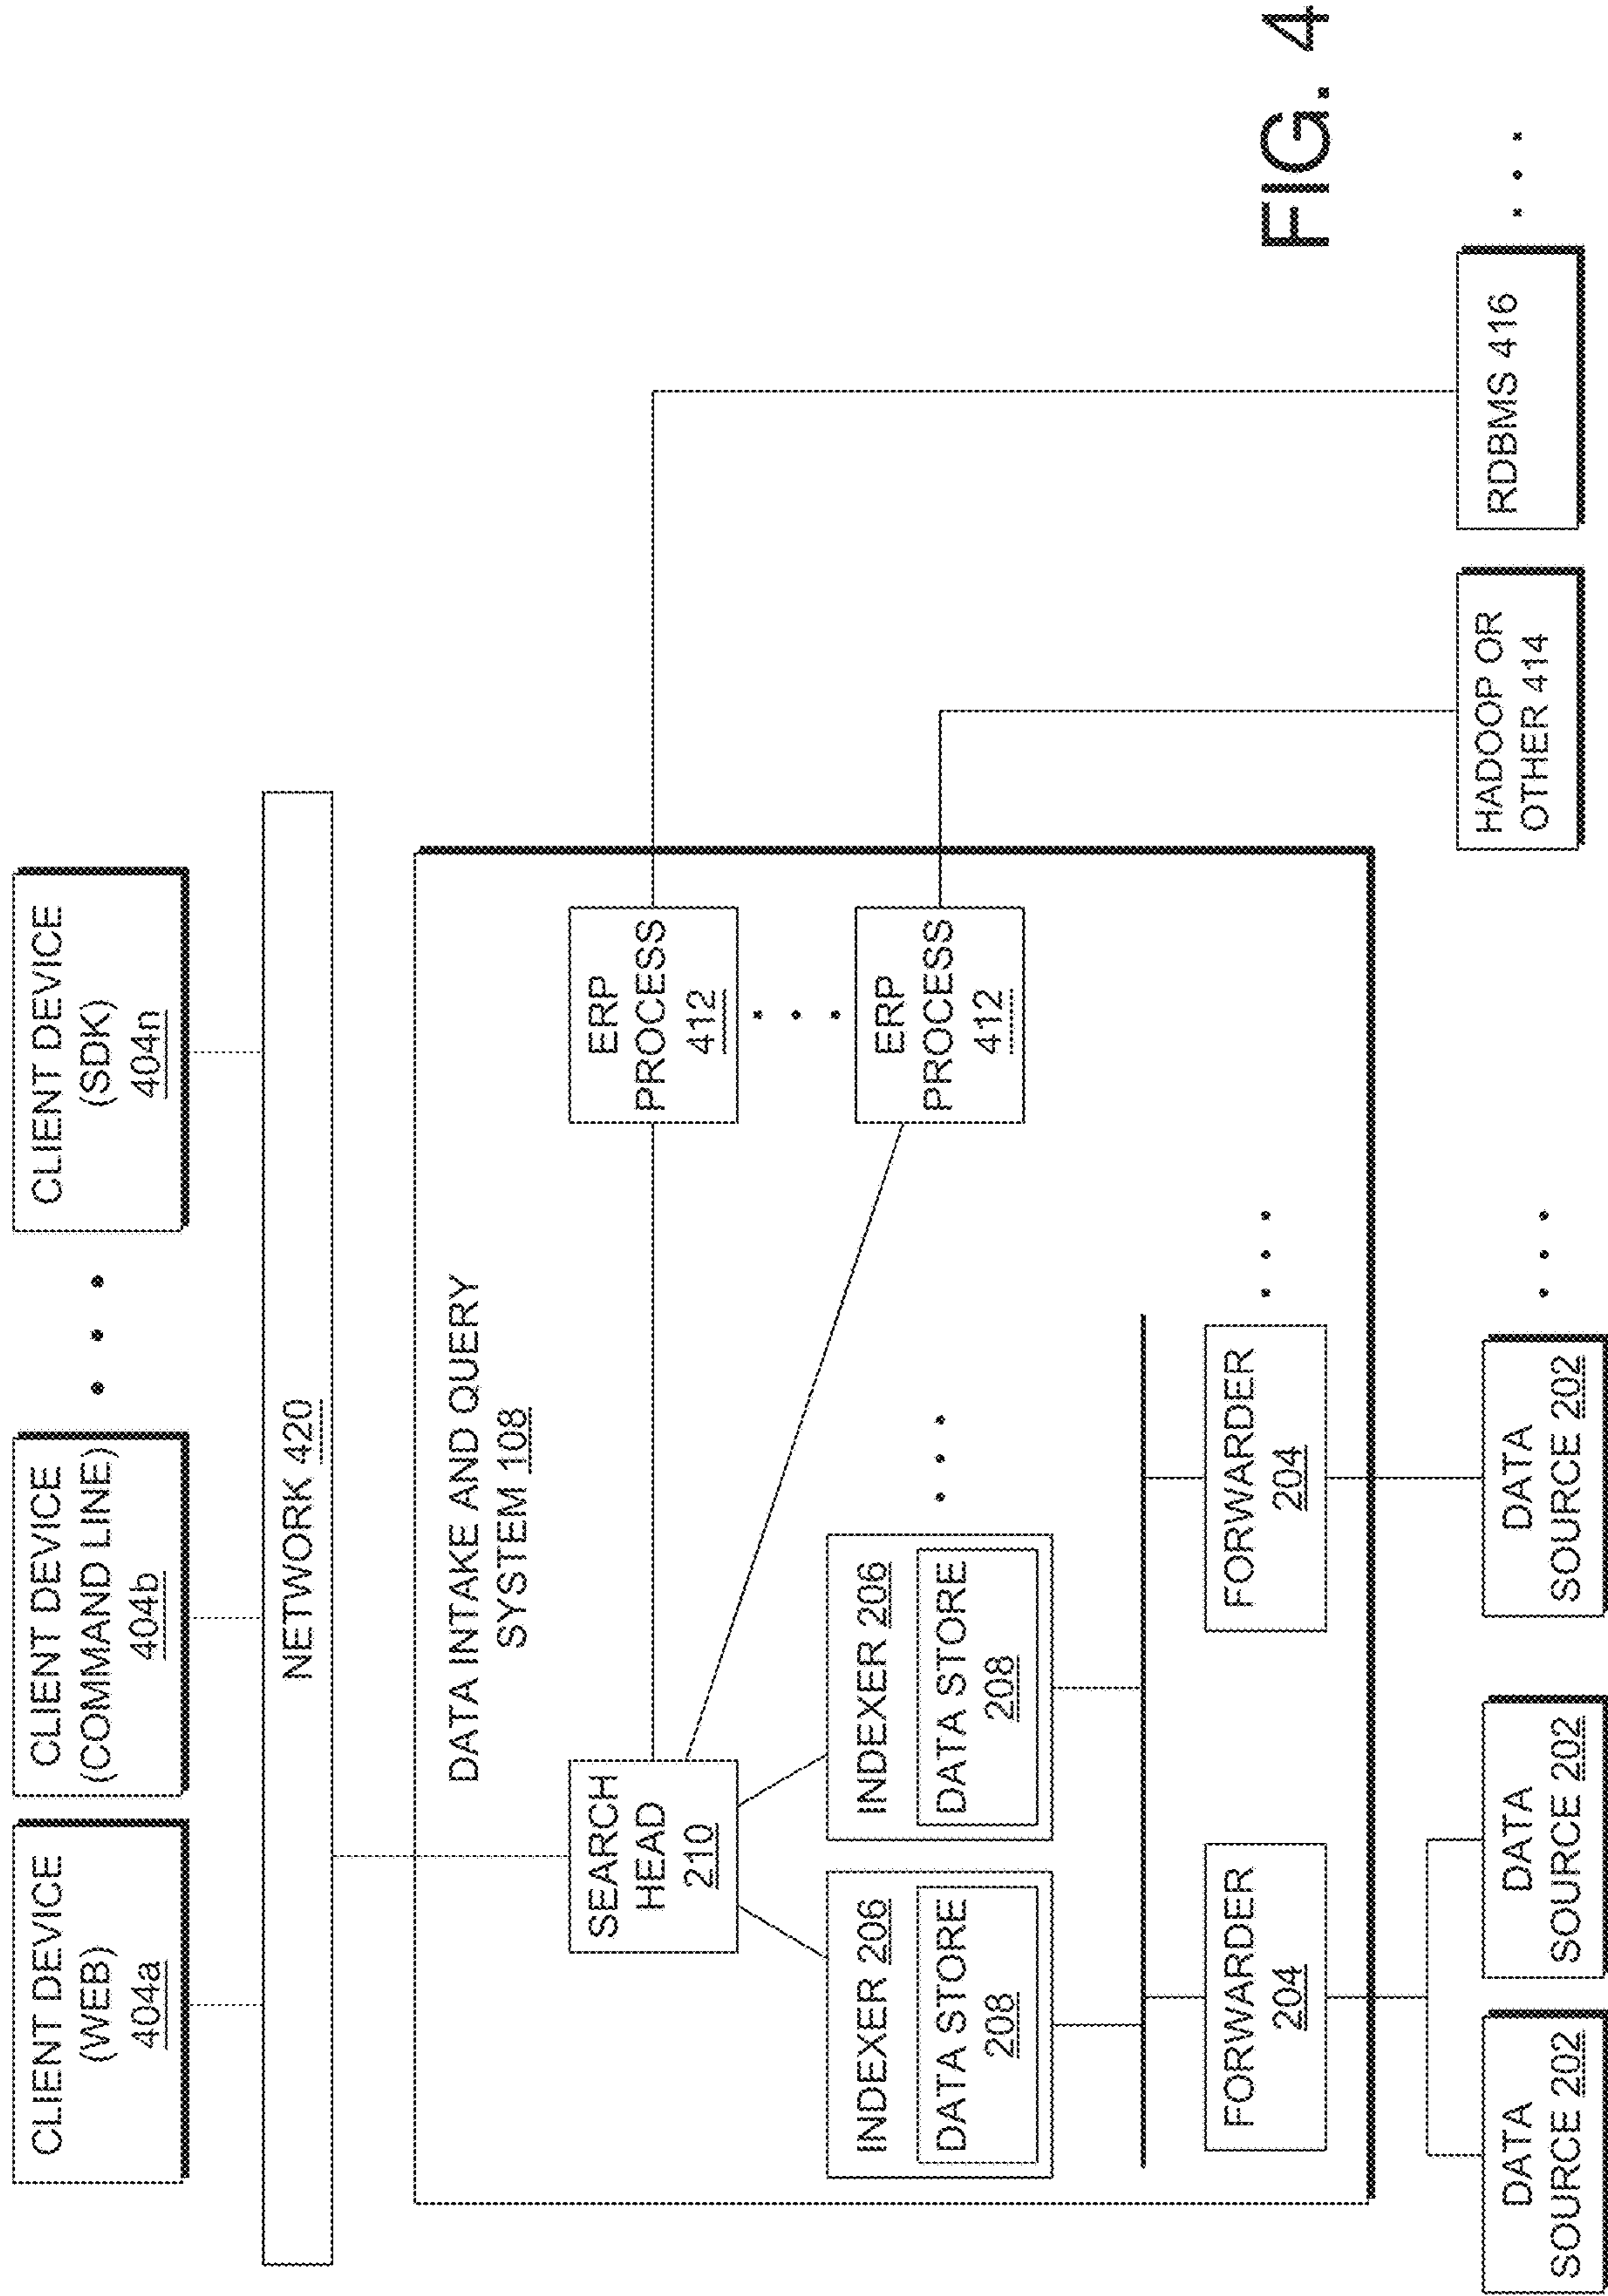 CLIENT DEVICE
(WEB)
404a
CLIENT DEVICE
(COMMAND LINE)
404b
CLIENT DEVICE
(SDK)
404n
NETWORK 420
DATA INTAKE AND QUERY
SYSTEM 108
SEARCH
HEAD
210
ERP
PROCESS
412
INDEXER 206
DATA STORE
208
INDEXER 206
DATA STORE
208
ERP
PROCESS
412
FORWARDER
204
FORWARDER
204
DATA
SOURCE 202
DATA
SOURCE 202
DATA
SOURCE 202
HADOOP OR
OTHER 414
RDBMS 416
FIG. 4